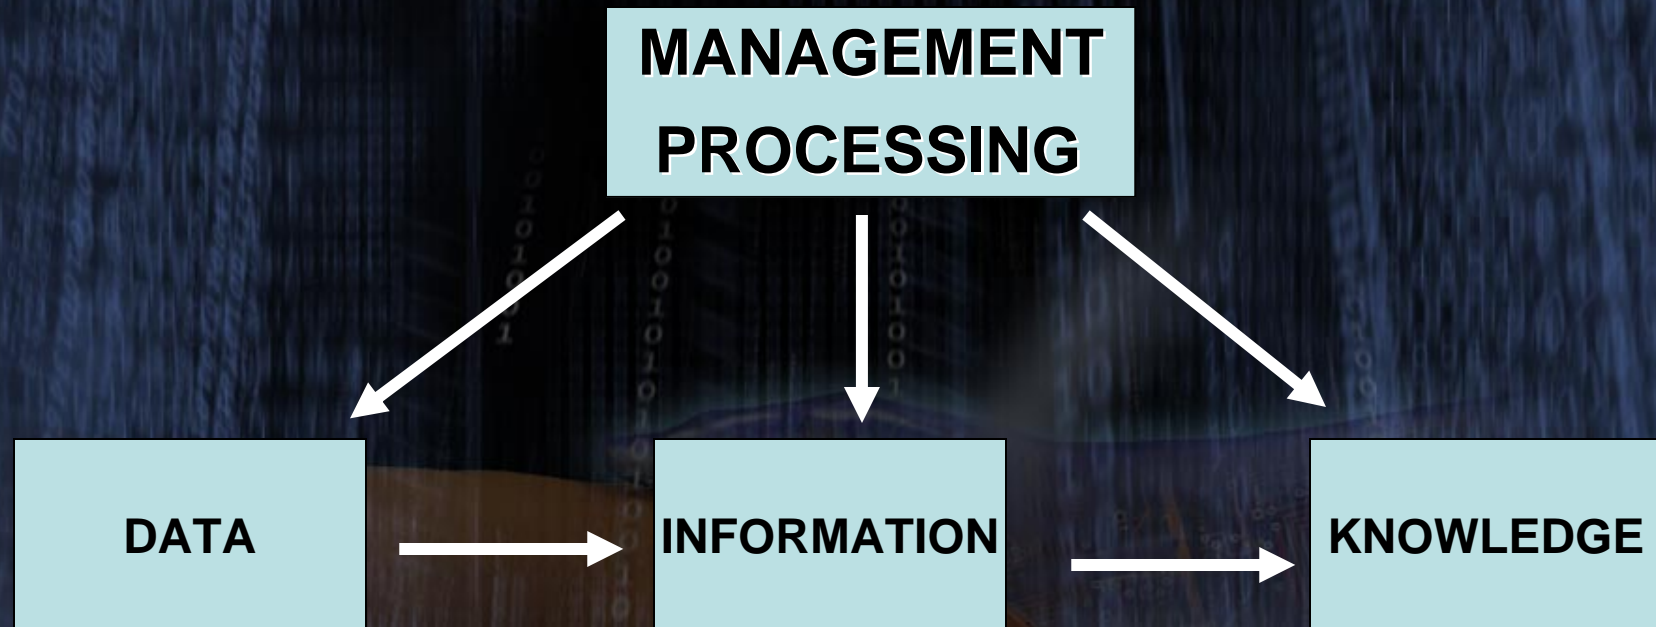 MANAGEMENT
PROCESSING
DATA
INFORMATION
KNOWLEDGE